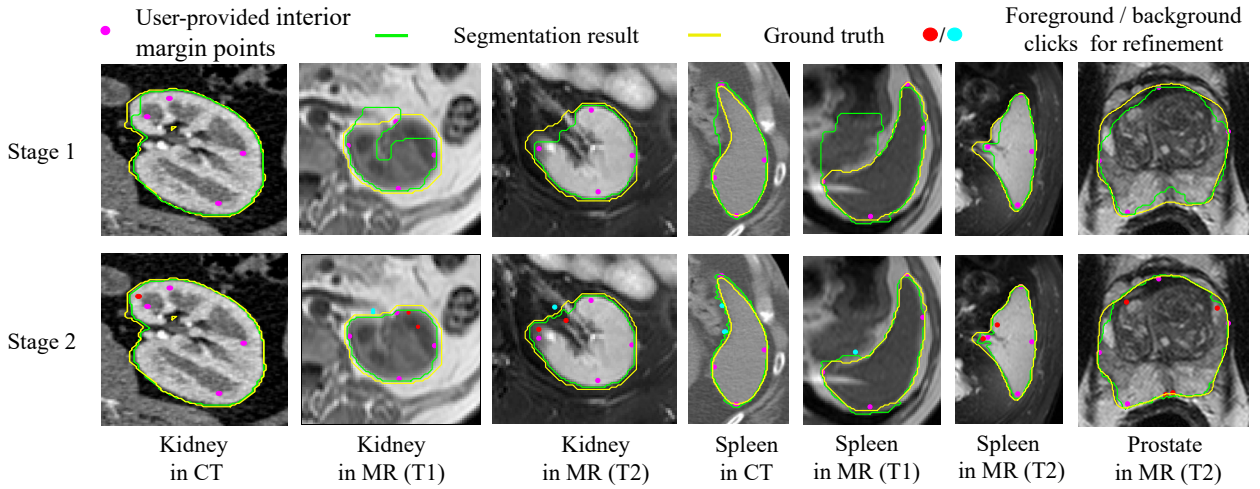 User-provided interior
margin points
Segmentation result
Ground truth
/
Foreground / background
clicks for refinement
Stage 1
Stage 2
Kidney
in CT
Kidney
in MR (T1)
Kidney
in MR (T2)
Spleen
in CT
Spleen
in MR (T1)
Spleen
in MR (T2)
Prostate
in MR (T2)